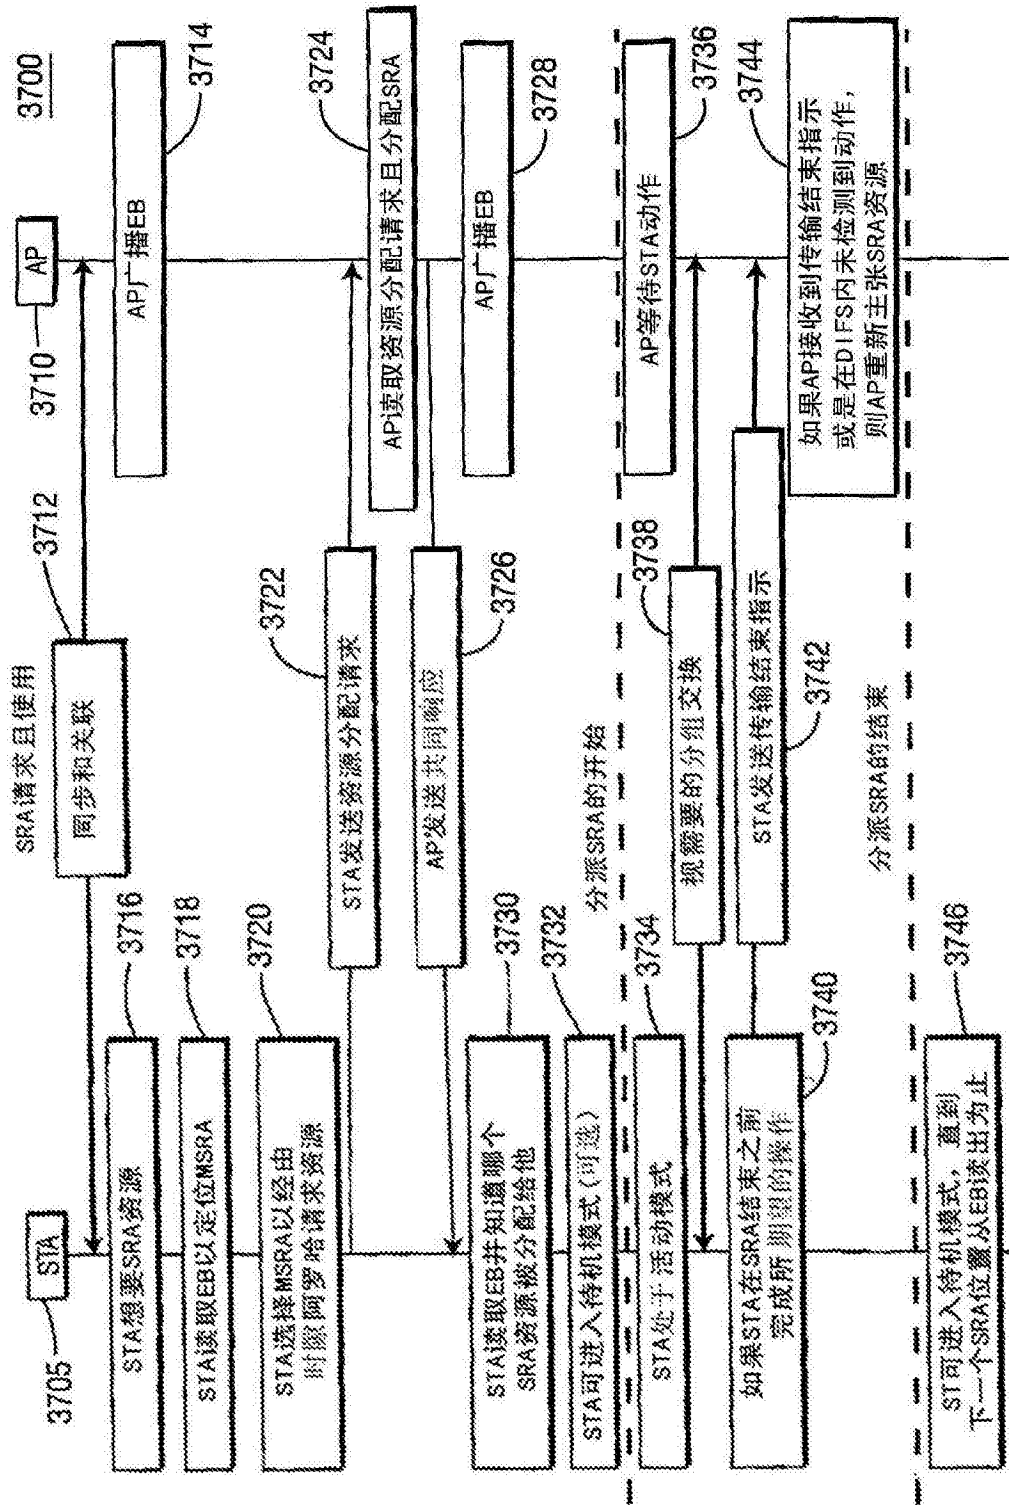 3700
SRA请求且使用
3705
STA
3710
AP
3712
同步和关联
3714
AP广播EB
3716
STA想要SRA资源
3718
STA读取EB以定位MSRA
3720
STA选择MSRA以经由
时隙阿罗哈请求资源
3722
STA发送资源分配请求
3724
AP读取资源分配请求且分配SRA
3726
AP发送共同响应
3728
AP广播EB
3730
STA读取EB并知道哪个
SRA资源被分配给他
3732
STA可进入待机模式(可选)
分派SRA的开始
3734
STA处于活动模式
3736
AP等待STA动作
3738
视需要的分组交换
3740
如果STA在SRA结束之前
完成所期望的操作
3742
STA发送传输结束指示
3744
如果AP接收到传输结束指示
或是在DIFS内未检测到动作,
则AP重新主张SRA资源
分派SRA的结束
3746
ST可进入待机模式, 直到
下一个SRA位置从EB读出为止